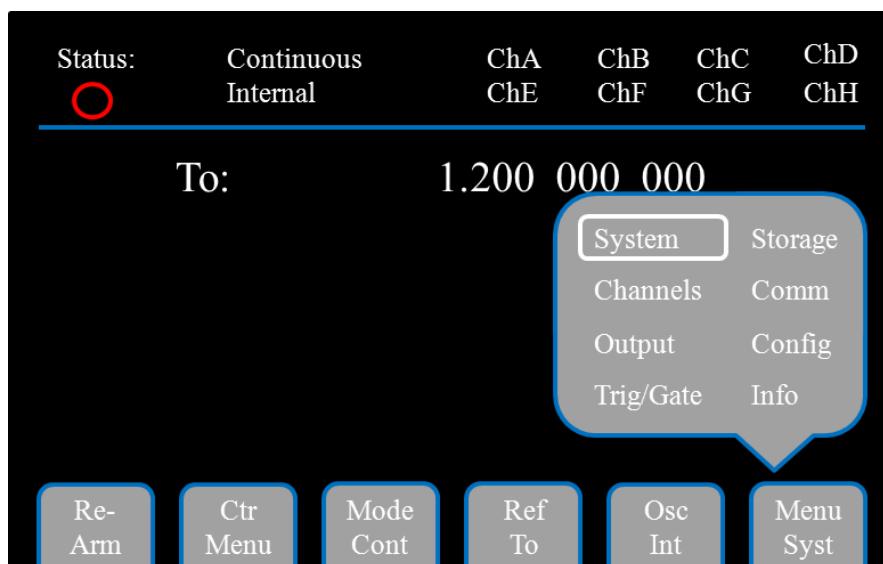 Status: Continuous ChA ChB ChC ChD
Internal ChE ChF ChG ChH
To: 1.200 000 000
System Storage
Channels Comm
Output Config
Trig/Gate Info
Re- Ctr Mode Ref Osc Menu
Arm Menu Cont To Int Syst